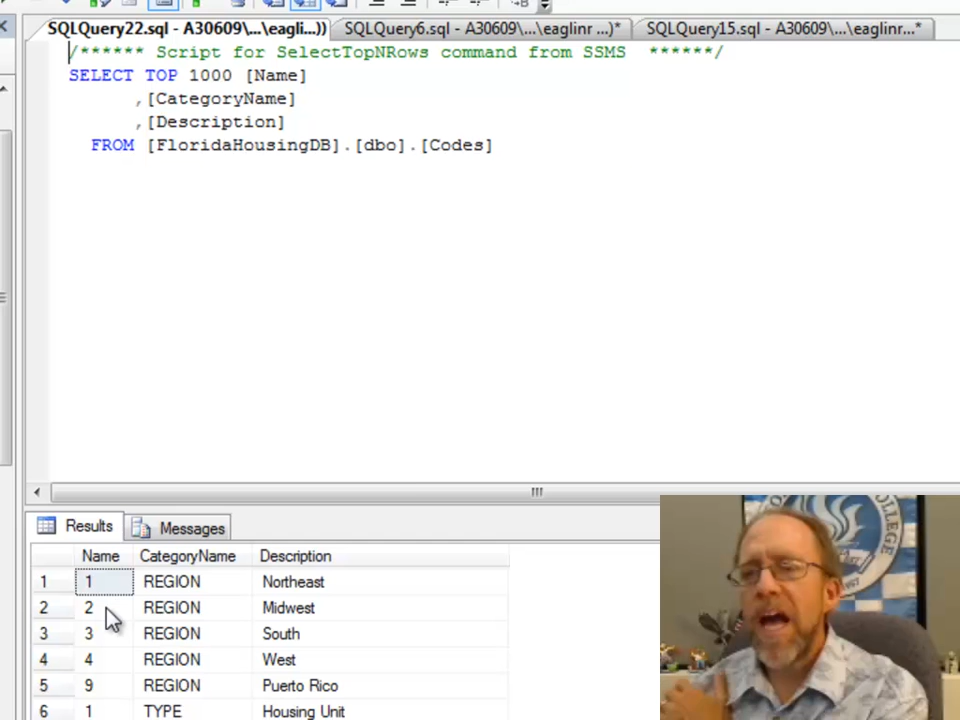 SQLQuery22.sql - A30609\...\eagli...)) SQLQuery6.sql - A30609\...\eaglinr ...)* SQLQuery15.sql - A30609\...\eaglinr...*
/****** Script for SelectTopNRows command from SSMS ******/
SELECT TOP 1000 [Name]
,[CategoryName]
,[Description]
FROM [FloridaHousingDB].[dbo].[Codes]
Results Messages
Name CategoryName Description
1 1 REGION Northeast
2 2 REGION Midwest
3 3 REGION South
4 4 REGION West
5 9 REGION Puerto Rico
6 1 TYPE Housing Unit
COLLEGE